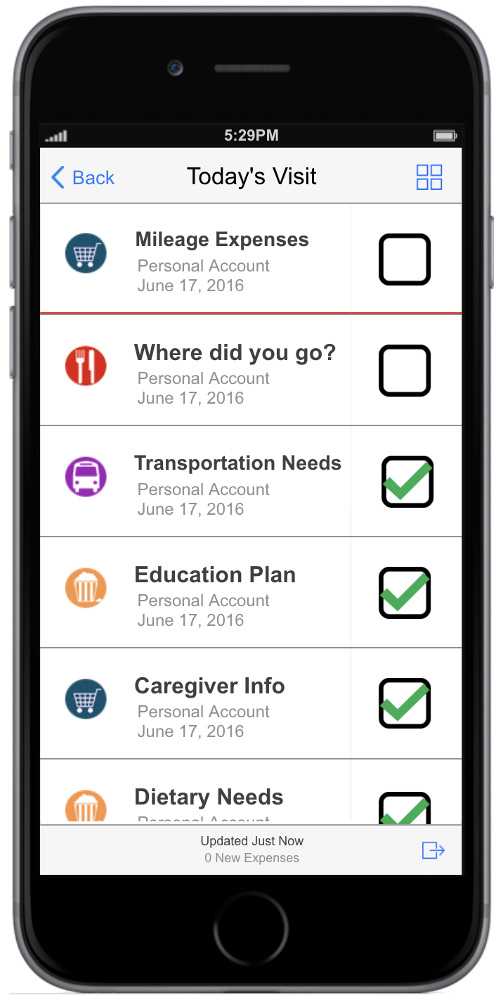 5:29PM
Back
Today's Visit
Mileage Expenses
Personal Account
June 17, 2016
Where did you go?
Personal Account
June 17, 2016
Transportation Needs
Personal Account
June 17, 2016
Education Plan
Personal Account
June 17, 2016
Caregiver Info
Personal Account
June 17, 2016
Dietary Needs
Personal Account
Updated Just Now
0 New Expenses